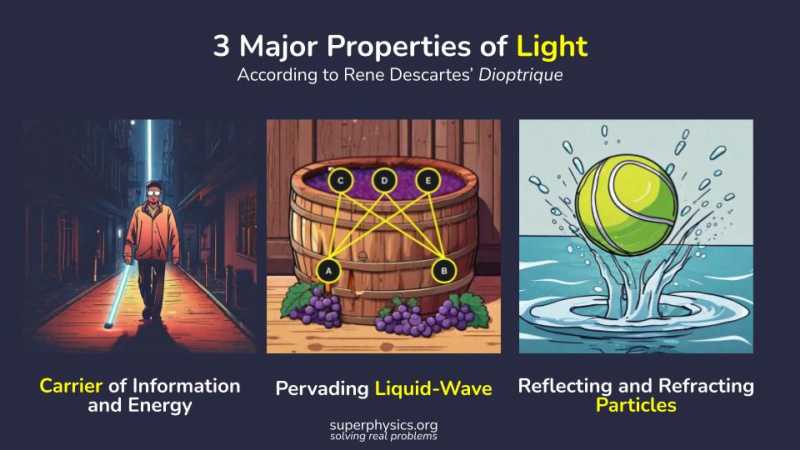 3 Major Properties of Light
According to Rene Descartes' Dioptrique
C D E
A B
Carrier of Information
and Energy
Pervading Liquid-Wave
Reflecting and Refracting
Particles
superphysics.org
solving real problems